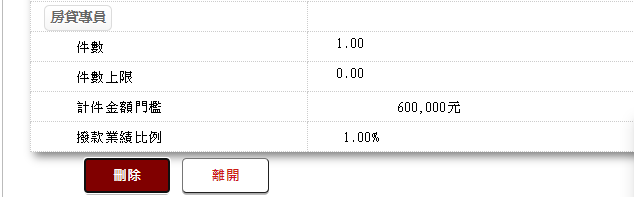 房貸專員
件數 1.00
件數上限 0.00
計件金額門檻 600,000元
撥款業績比例 1.00%
刪除 離開